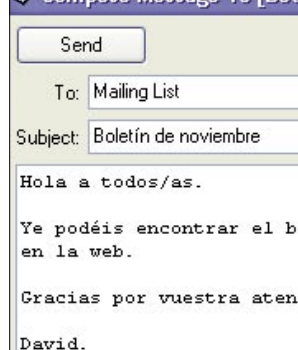 Send
To: Mailing List
Subject: Boletín de noviembre
Hola a todos/as.
Ye podéis encontrar el b
en la web.
Gracias por vuestra aten
David.